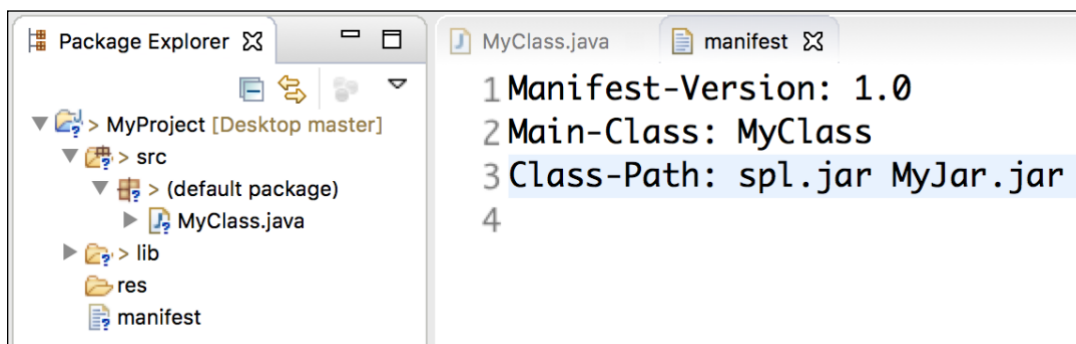 Package Explorer
> MyProject [Desktop master]
> src
> (default package)
MyClass.java
> lib
res
manifest
MyClass.java manifest
1 Manifest-Version: 1.0
2 Main-Class: MyClass
3 Class-Path: spl.jar MyJar.jar
4